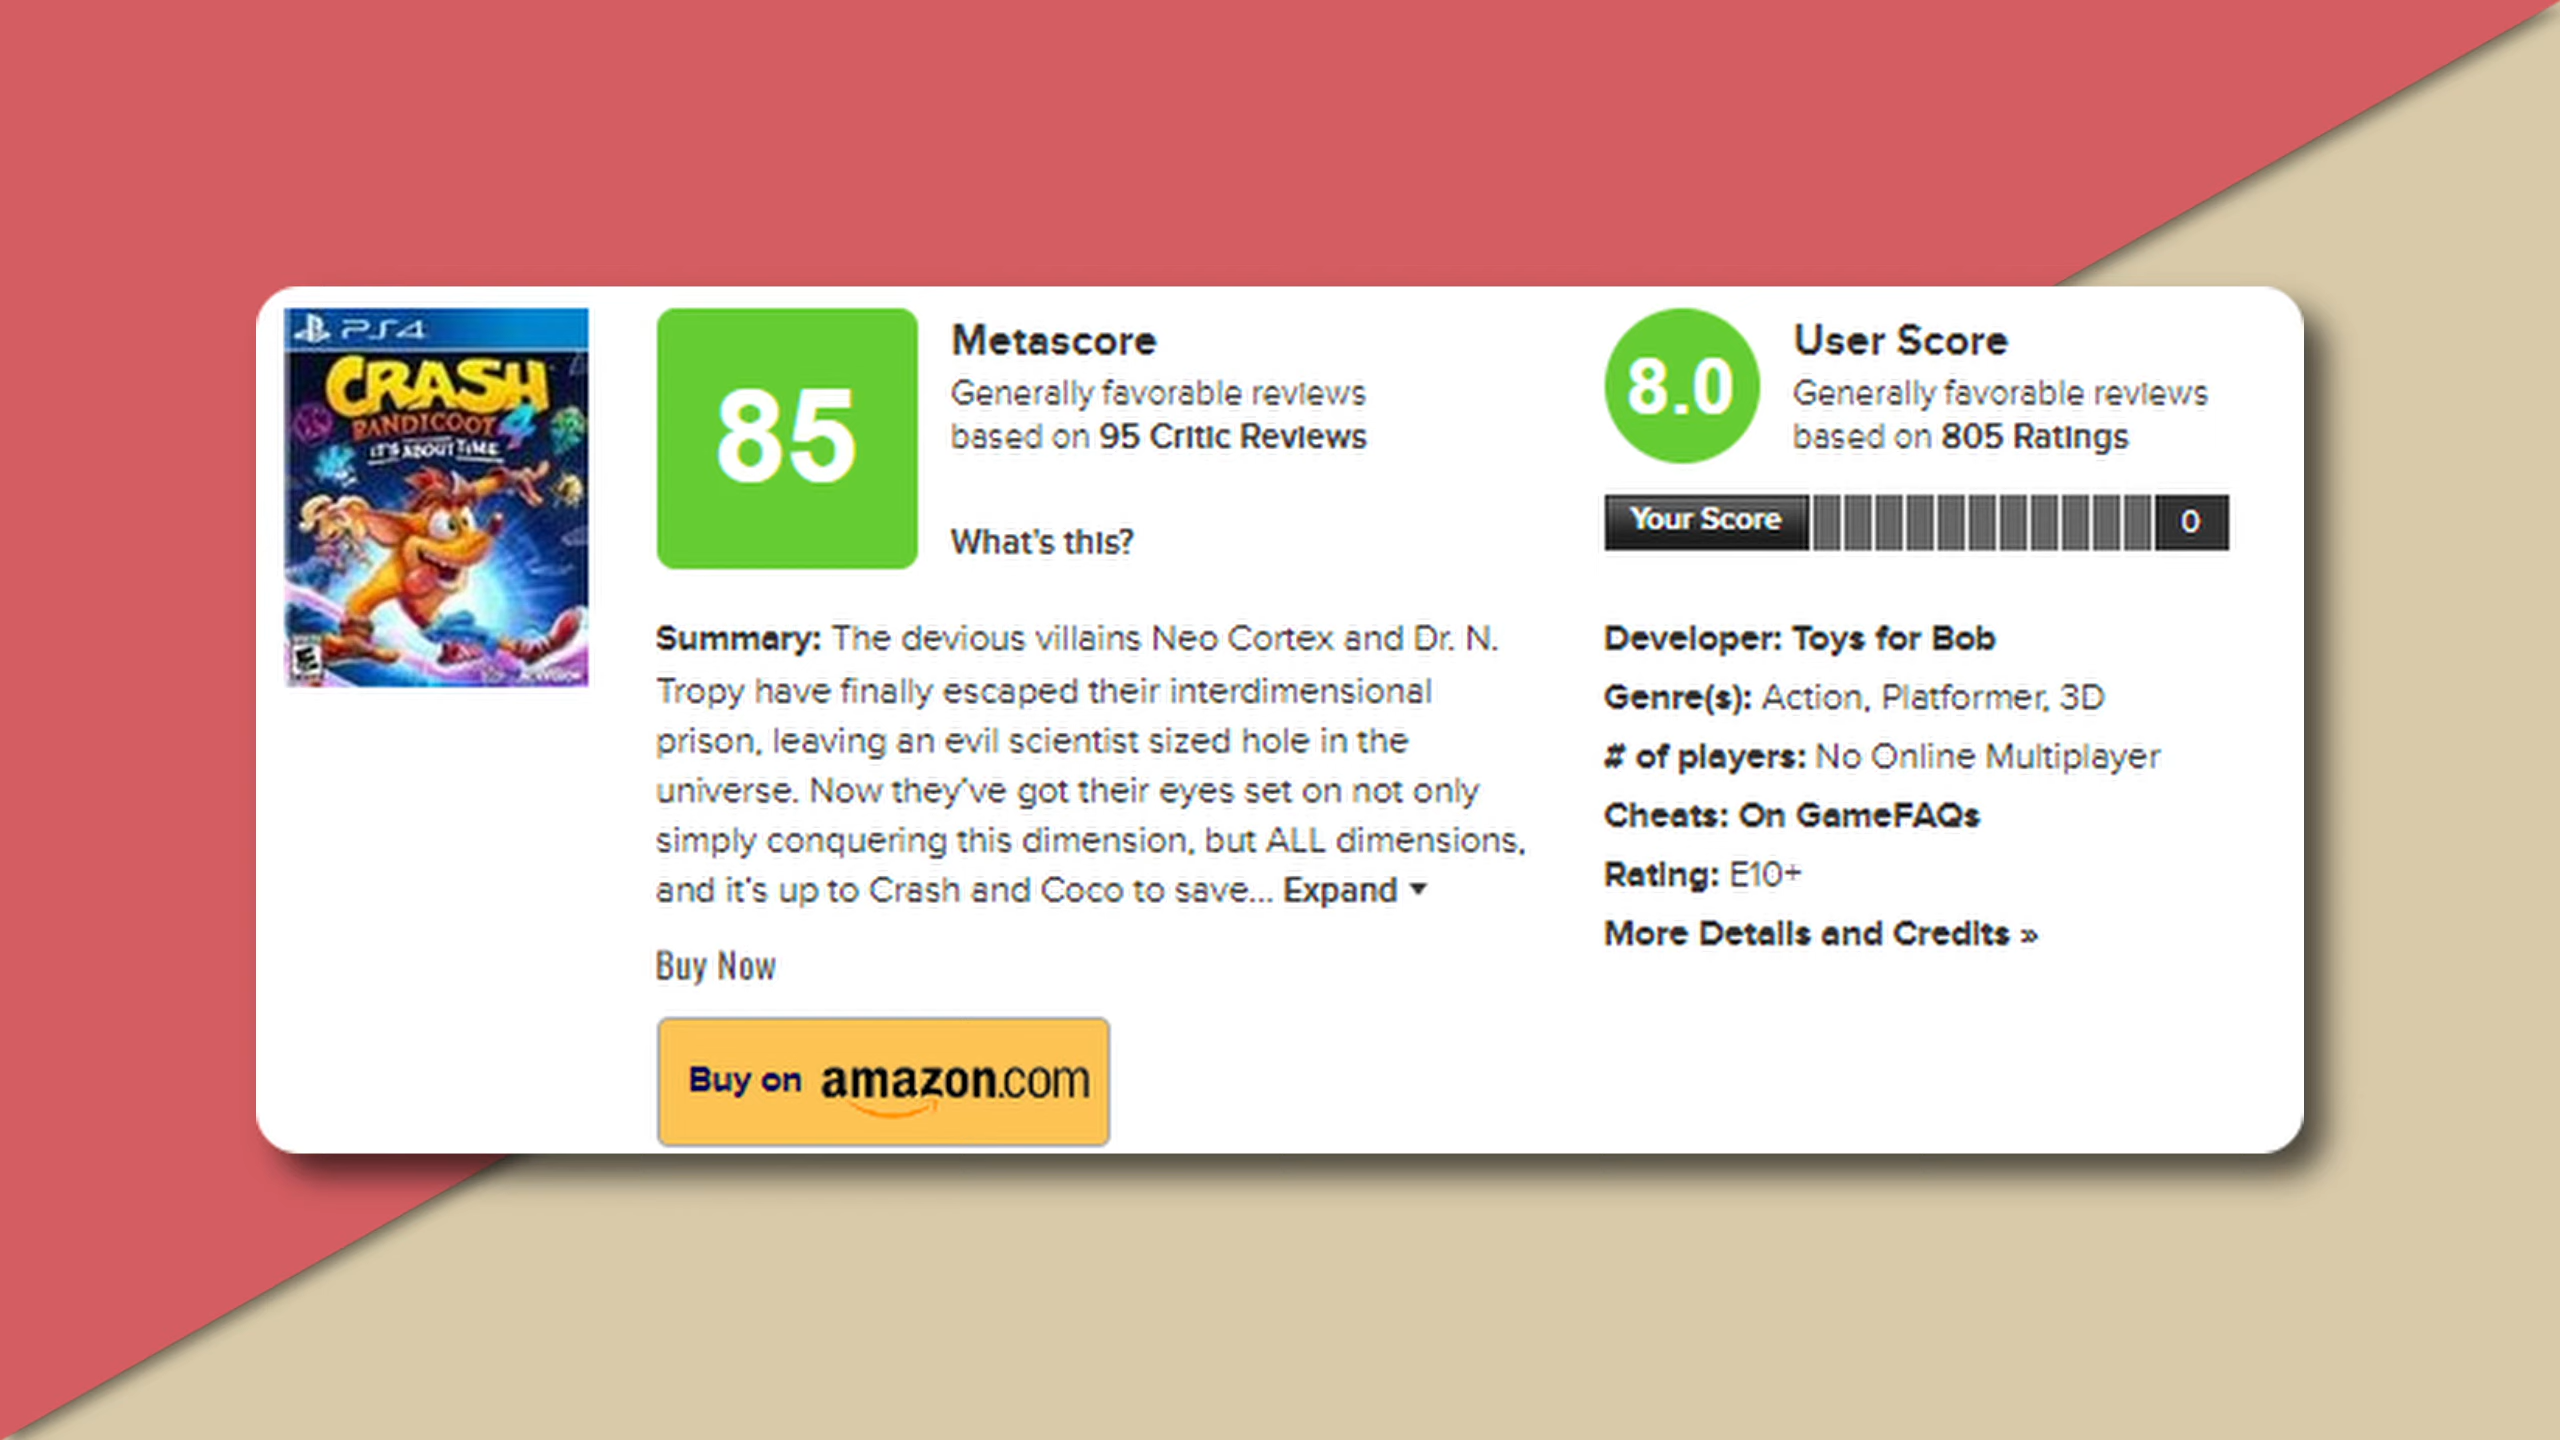 PS4
CRASH
BANDICOOT 4
IT'S ABOUT TIME
E
ACTIVISION
85
Metascore
Generally favorable reviews
based on 95 Critic Reviews
What's this?
Summary: The devious villains Neo Cortex and Dr. N.
Tropy have finally escaped their interdimensional
prison, leaving an evil scientist sized hole in the
universe. Now they've got their eyes set on not only
simply conquering this dimension, but ALL dimensions,
and it's up to Crash and Coco to save... Expand
Buy Now
Buy on amazon.com
8.0
User Score
Generally favorable reviews
based on 805 Ratings
Your Score 0
Developer: Toys for Bob
Genre(s): Action, Platformer, 3D
# of players: No Online Multiplayer
Cheats: On GameFAQs
Rating: E10+
More Details and Credits »